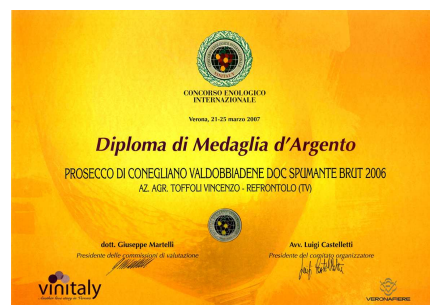 CONCORSO ENOLOGICO
INTERNAZIONALE
Verona, 21-25 marzo 2007
Diploma di Medaglia d'Argento
PROSECCO DI CONEGLIANO VALDOBBIADENE DOC SPUMANTE BRUT 2006
AZ. AGR. TOFFOLI VINCENZO - REFRONTOLO (TV)
dott. Giuseppe Martelli
Presidente delle commissioni di valutazione
Avv. Luigi Castelletti
Presidente del comitato organizzatore
vinitaly
VERONAFIERE